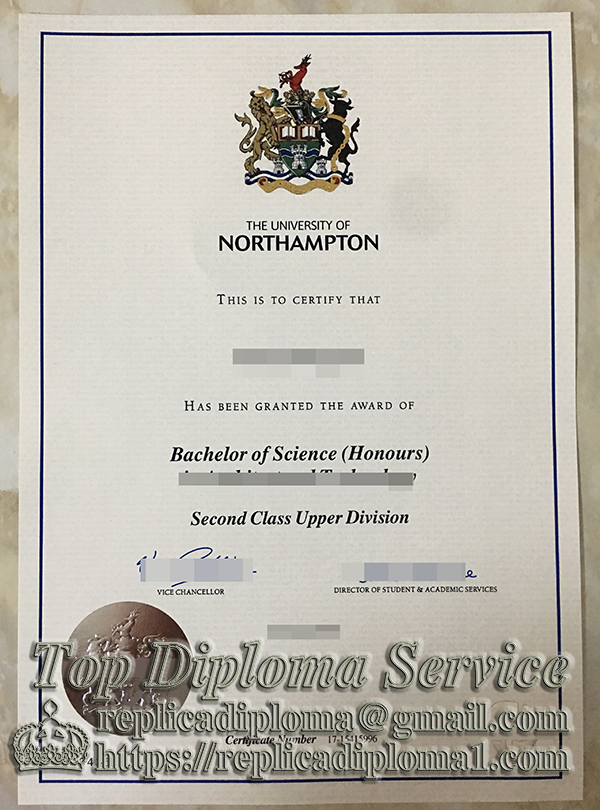 THE UNIVERSITY OF
NORTHAMPTON
THIS IS TO CERTIFY THAT
HAS BEEN GRANTED THE AWARD OF
Bachelor of Science (Honours)
Second Class Upper Division
VICE CHANCELLOR
DIRECTOR OF STUDENT & ACADEMIC SERVICES
Top Diploma Service
replicadiploma@gmail.com
Certificate Number
https://replicadiploma1.com